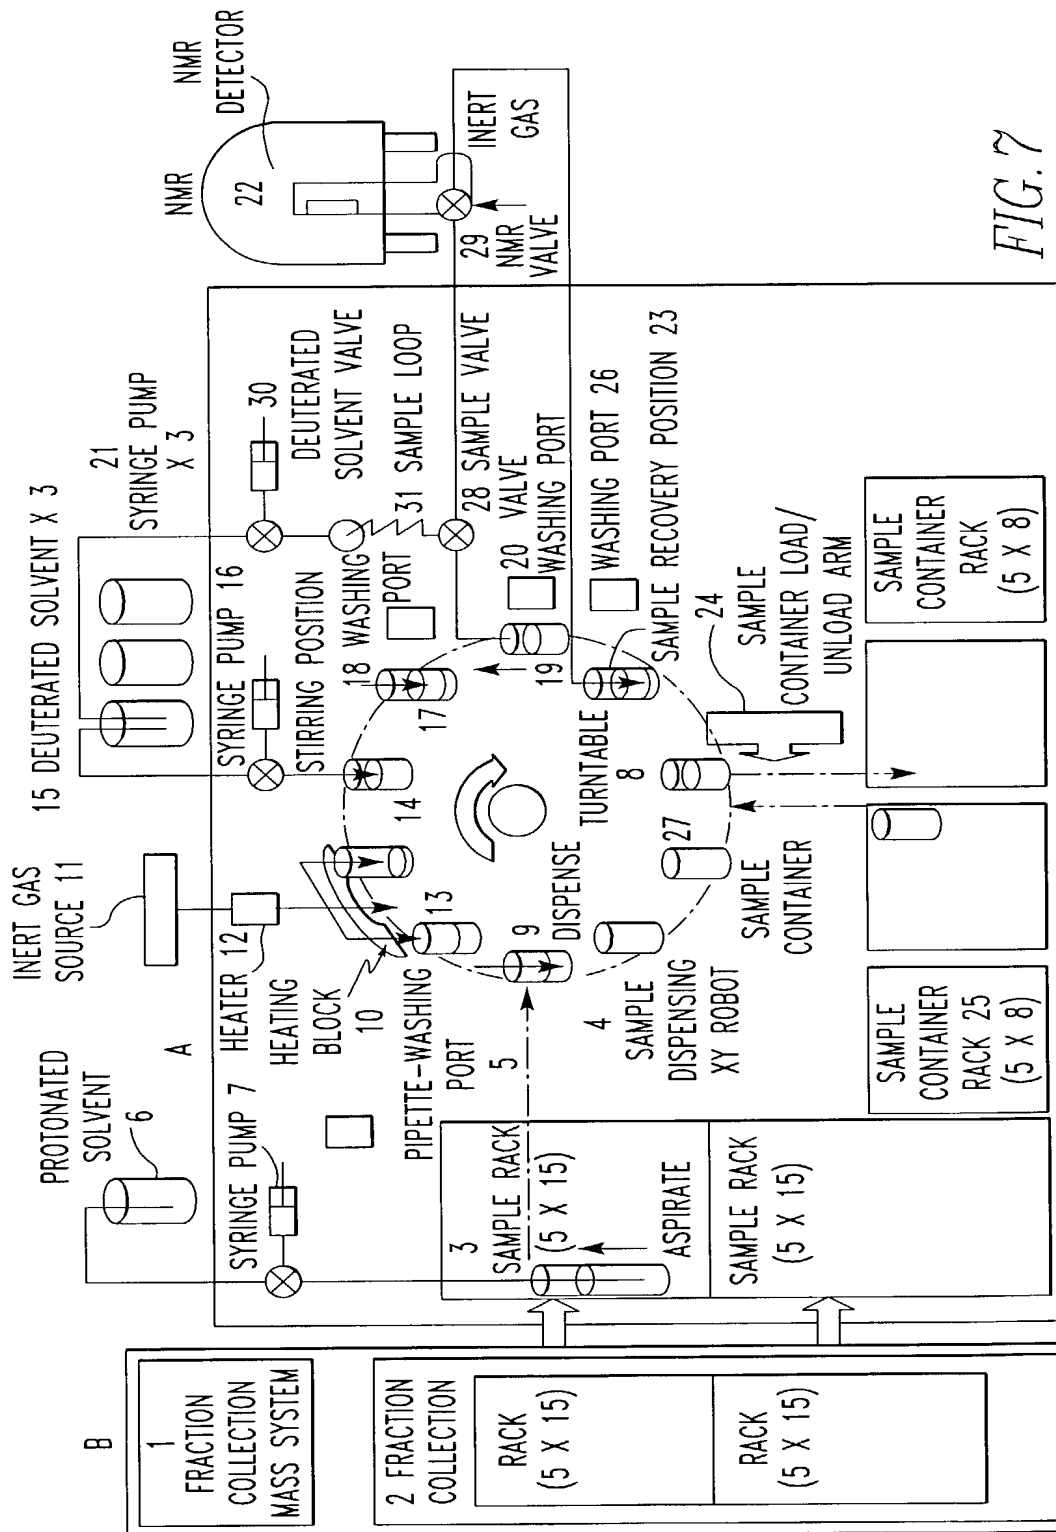 B
1
FRACTION
COLLECTION
MASS SYSTEM
2 FRACTION
COLLECTION
RACK
(5 X 15)
RACK
(5 X 15)
PROTONATED
SOLVENT
6
A
SYRINGE PUMP 7
PIPETTE-WASHING
PORT
5
3
SAMPLE RACK
(5 X 15)
ASPIRATE
SAMPLE RACK
(5 X 15)
INERT GAS
SOURCE 11
HEATER 12
HEATING
BLOCK
10
13
9
DISPENSE
4
SAMPLE
DISPENSING
XY ROBOT
SAMPLE
CONTAINER
RACK 25
(5 X 8)
15 DEUTERATED SOLVENT X 3
SYRINGE PUMP 16
STIRRING POSITION
14
18 WASHING
PORT
17
19
TURNTABLE
8
27
SAMPLE
CONTAINER
21
SYRINGE PUMP
X 3
30
DEUTERATED
SOLVENT VALVE
31 SAMPLE LOOP
28 SAMPLE VALVE
20 VALVE
WASHING PORT
WASHING PORT 26
SAMPLE RECOVERY POSITION 23
24
SAMPLE
CONTAINER LOAD/
UNLOAD ARM
SAMPLE
CONTAINER
RACK
(5 X 8)
NMR
NMR
DETECTOR
22
29
NMR
VALVE
INERT
GAS
FIG. 7